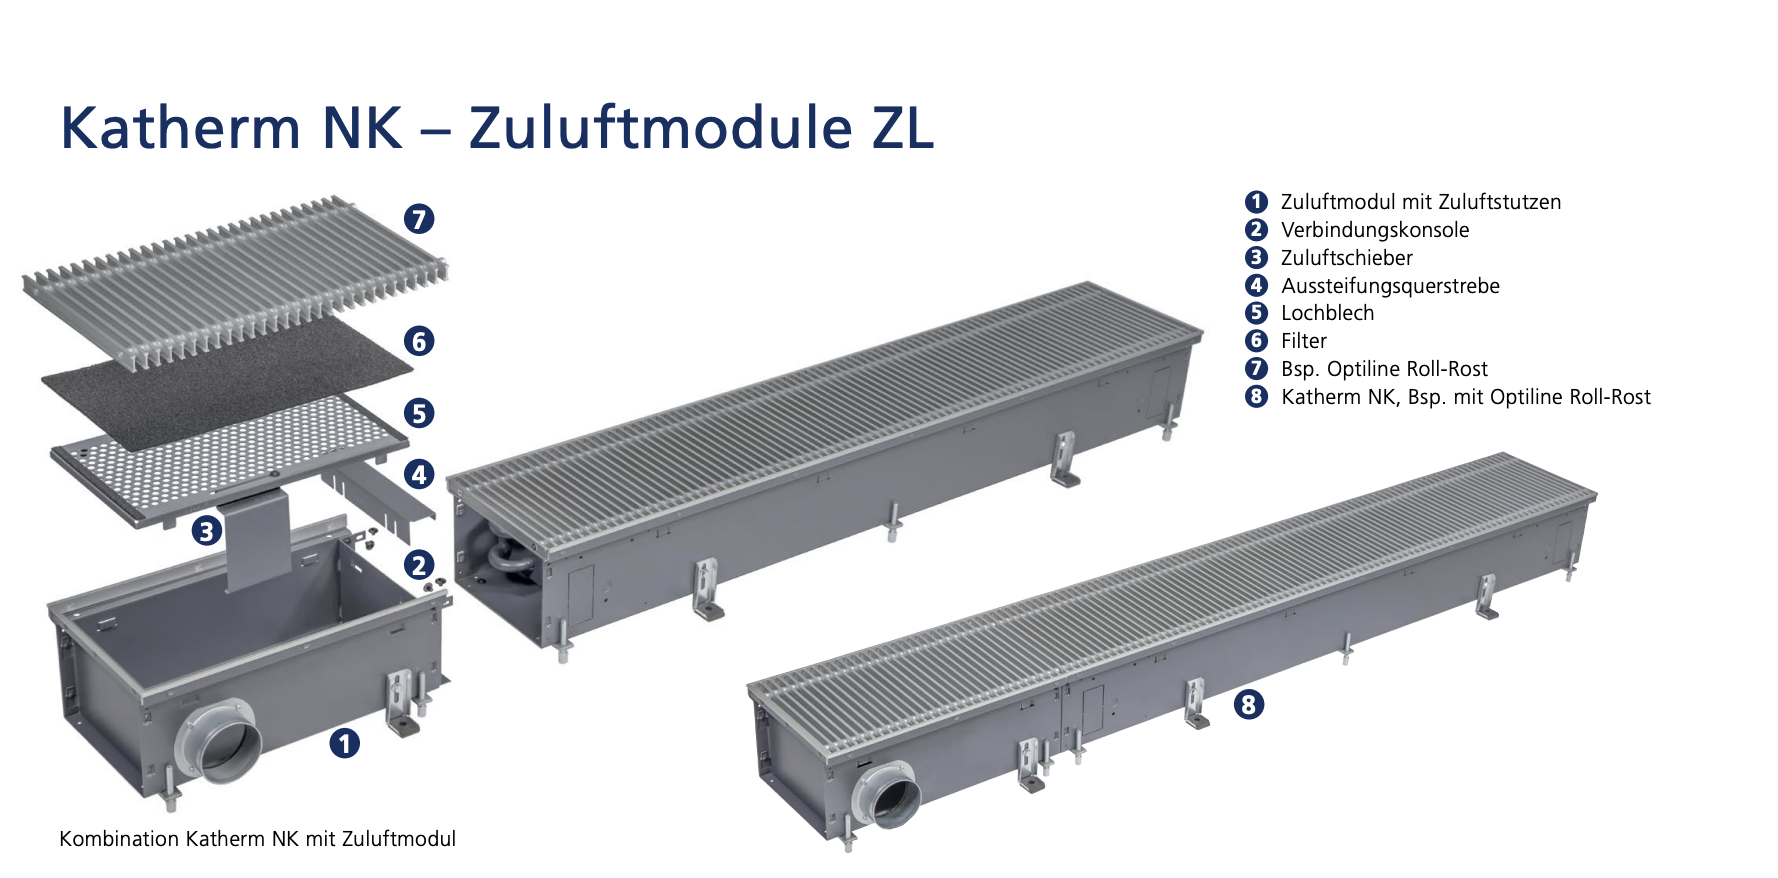 Katherm NK – Zuluftmodule ZL
7
6
5
4
3
2
1
8
1 Zuluftmodul mit Zuluftstutzen
2 Verbindungskonsole
3 Zuluftschieber
4 Aussteifungsquerstrebe
5 Lochblech
6 Filter
7 Bsp. Optiline Roll-Rost
8 Katherm NK, Bsp. mit Optiline Roll-Rost
Kombination Katherm NK mit Zuluftmodul